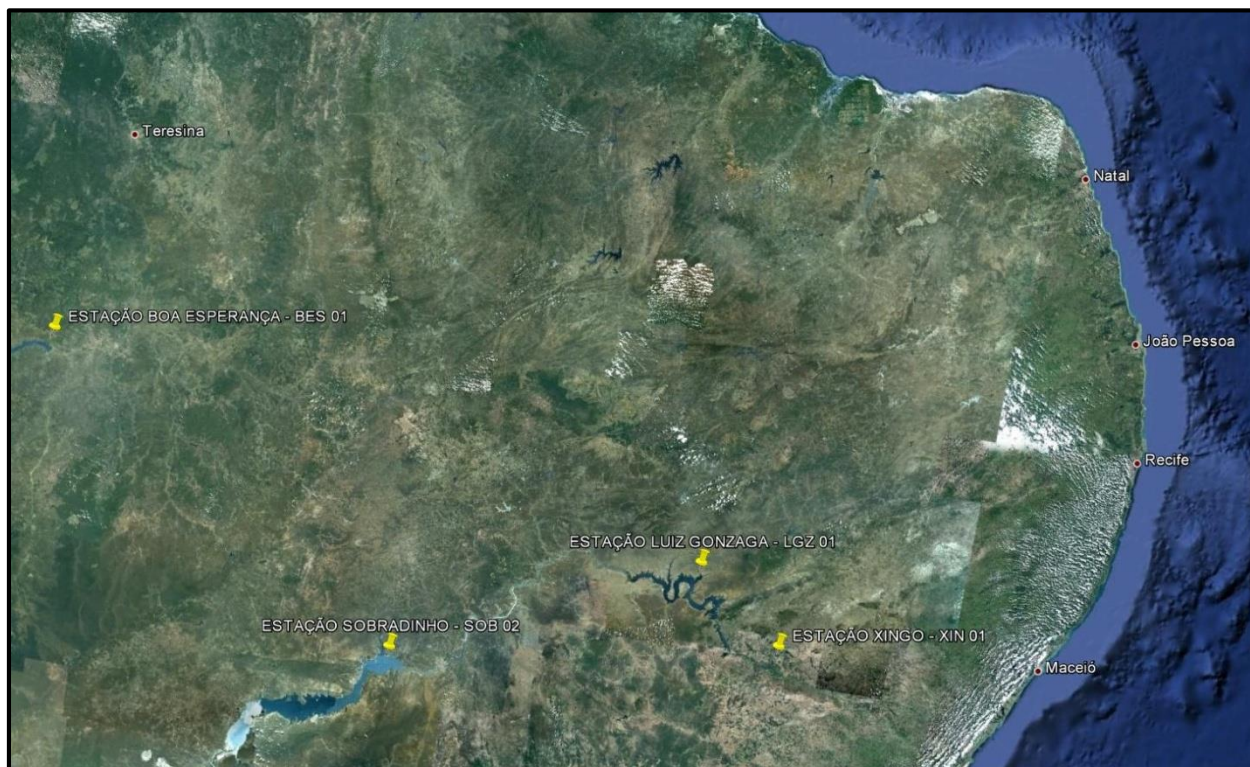 Teresina
Natal
ESTAÇÃO BOA ESPERANÇA - BES 01
João Pessoa
Recife
ESTAÇÃO LUIZ GONZAGA - LGZ 01
ESTAÇÃO SOBRADINHO - SOB 02
ESTAÇÃO XINGO - XIN 01
Maceió